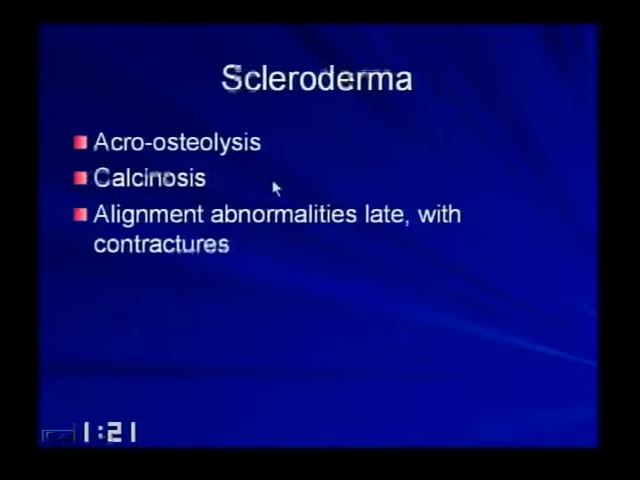 Scleroderma
Acro-osteolysis
Calcinosis
Alignment abnormalities late, with
contractures
1:21